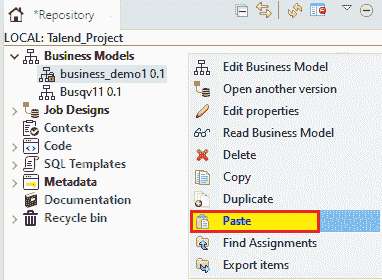 *Repository
LOCAL: Talend_Project
Business Models
business_demo1 0.1
Busqv11 0.1
Job Designs
Contexts
Code
SQL Templates
Metadata
Documentation
Recycle bin
Edit Business Model
Open another version
Edit properties
Read Business Model
Delete
Copy
Duplicate
Paste
Find Assignments
Export items